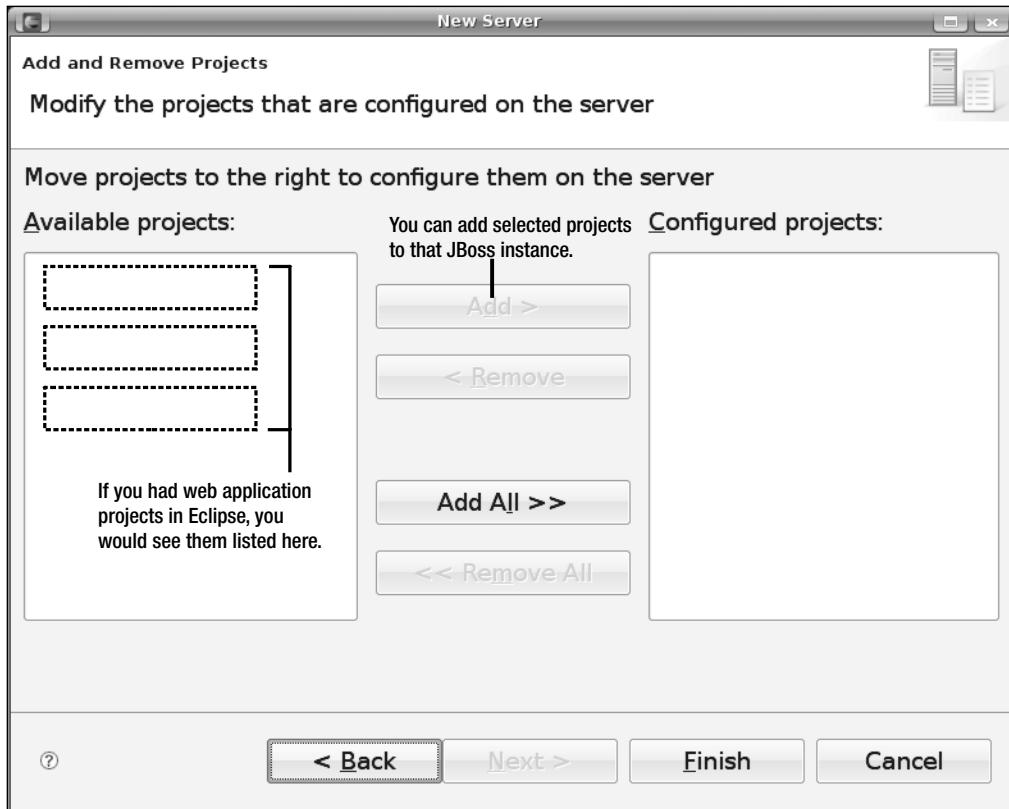 New Server
Add and Remove Projects
Modify the projects that are configured on the server
Move projects to the right to configure them on the server
Available projects:
You can add selected projects
to that JBoss instance.
Configured projects:
Add >
< Remove
If you had web application
projects in Eclipse, you
would see them listed here.
Add All >>
<< Remove All
?
< Back
Next >
Finish
Cancel